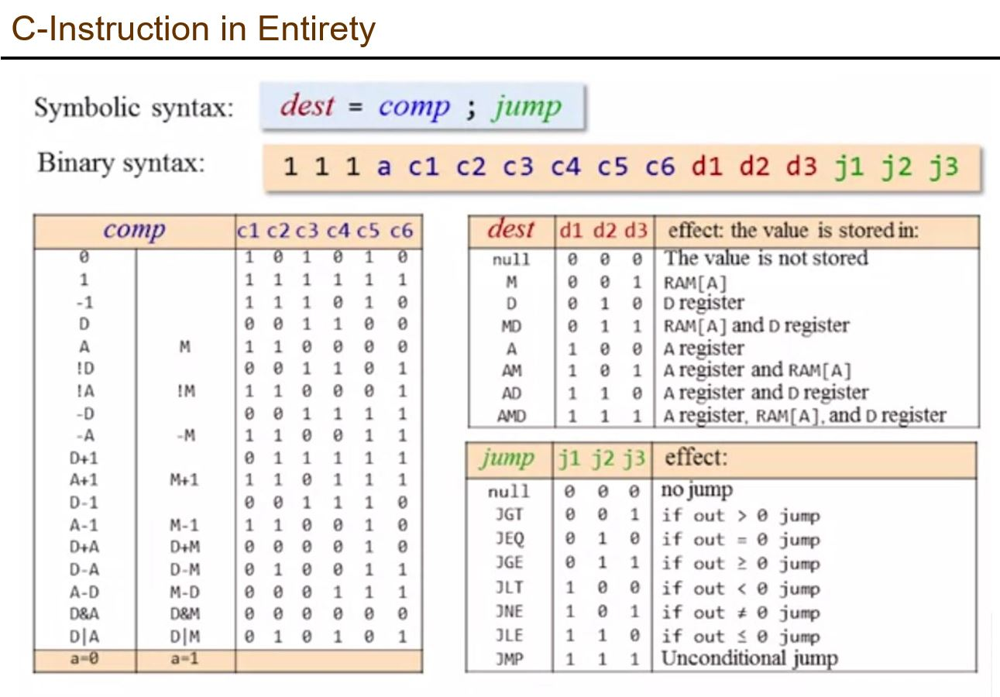 C-Instruction in Entirety
Symbolic syntax: dest = comp ; jump
Binary syntax: 1 1 1 a c1 c2 c3 c4 c5 c6 d1 d2 d3 j1 j2 j3
comp c1 c2 c3 c4 c5 c6
0 1 0 1 0 1 0
1 1 1 1 1 1 1
-1 1 1 1 0 1 0
D 0 0 1 1 0 0
A M 1 1 0 0 0 0
!D 0 0 1 1 0 1
!A !M 1 1 0 0 0 1
-D 0 0 1 1 1 1
-A -M 1 1 0 0 1 1
D+1 0 1 1 1 1 1
A+1 M+1 1 1 0 1 1 1
D-1 0 0 1 1 1 0
A-1 M-1 1 1 0 0 1 0
D+A D+M 0 0 0 0 1 0
D-A D-M 0 1 0 0 1 1
A-D M-D 0 0 0 1 1 1
D&A D&M 0 0 0 0 0 0
D|A D|M 0 1 0 1 0 1
a=0 a=1
dest d1 d2 d3 effect: the value is stored in:
null 0 0 0 The value is not stored
M 0 0 1 RAM[A]
D 0 1 0 D register
MD 0 1 1 RAM[A] and D register
A 1 0 0 A register
AM 1 0 1 A register and RAM[A]
AD 1 1 0 A register and D register
AMD 1 1 1 A register, RAM[A], and D register
jump j1 j2 j3 effect:
null 0 0 0 no jump
JGT 0 0 1 if out > 0 jump
JEQ 0 1 0 if out = 0 jump
JGE 0 1 1 if out ≥ 0 jump
JLT 1 0 0 if out < 0 jump
JNE 1 0 1 if out ≠ 0 jump
JLE 1 1 0 if out ≤ 0 jump
JMP 1 1 1 Unconditional jump